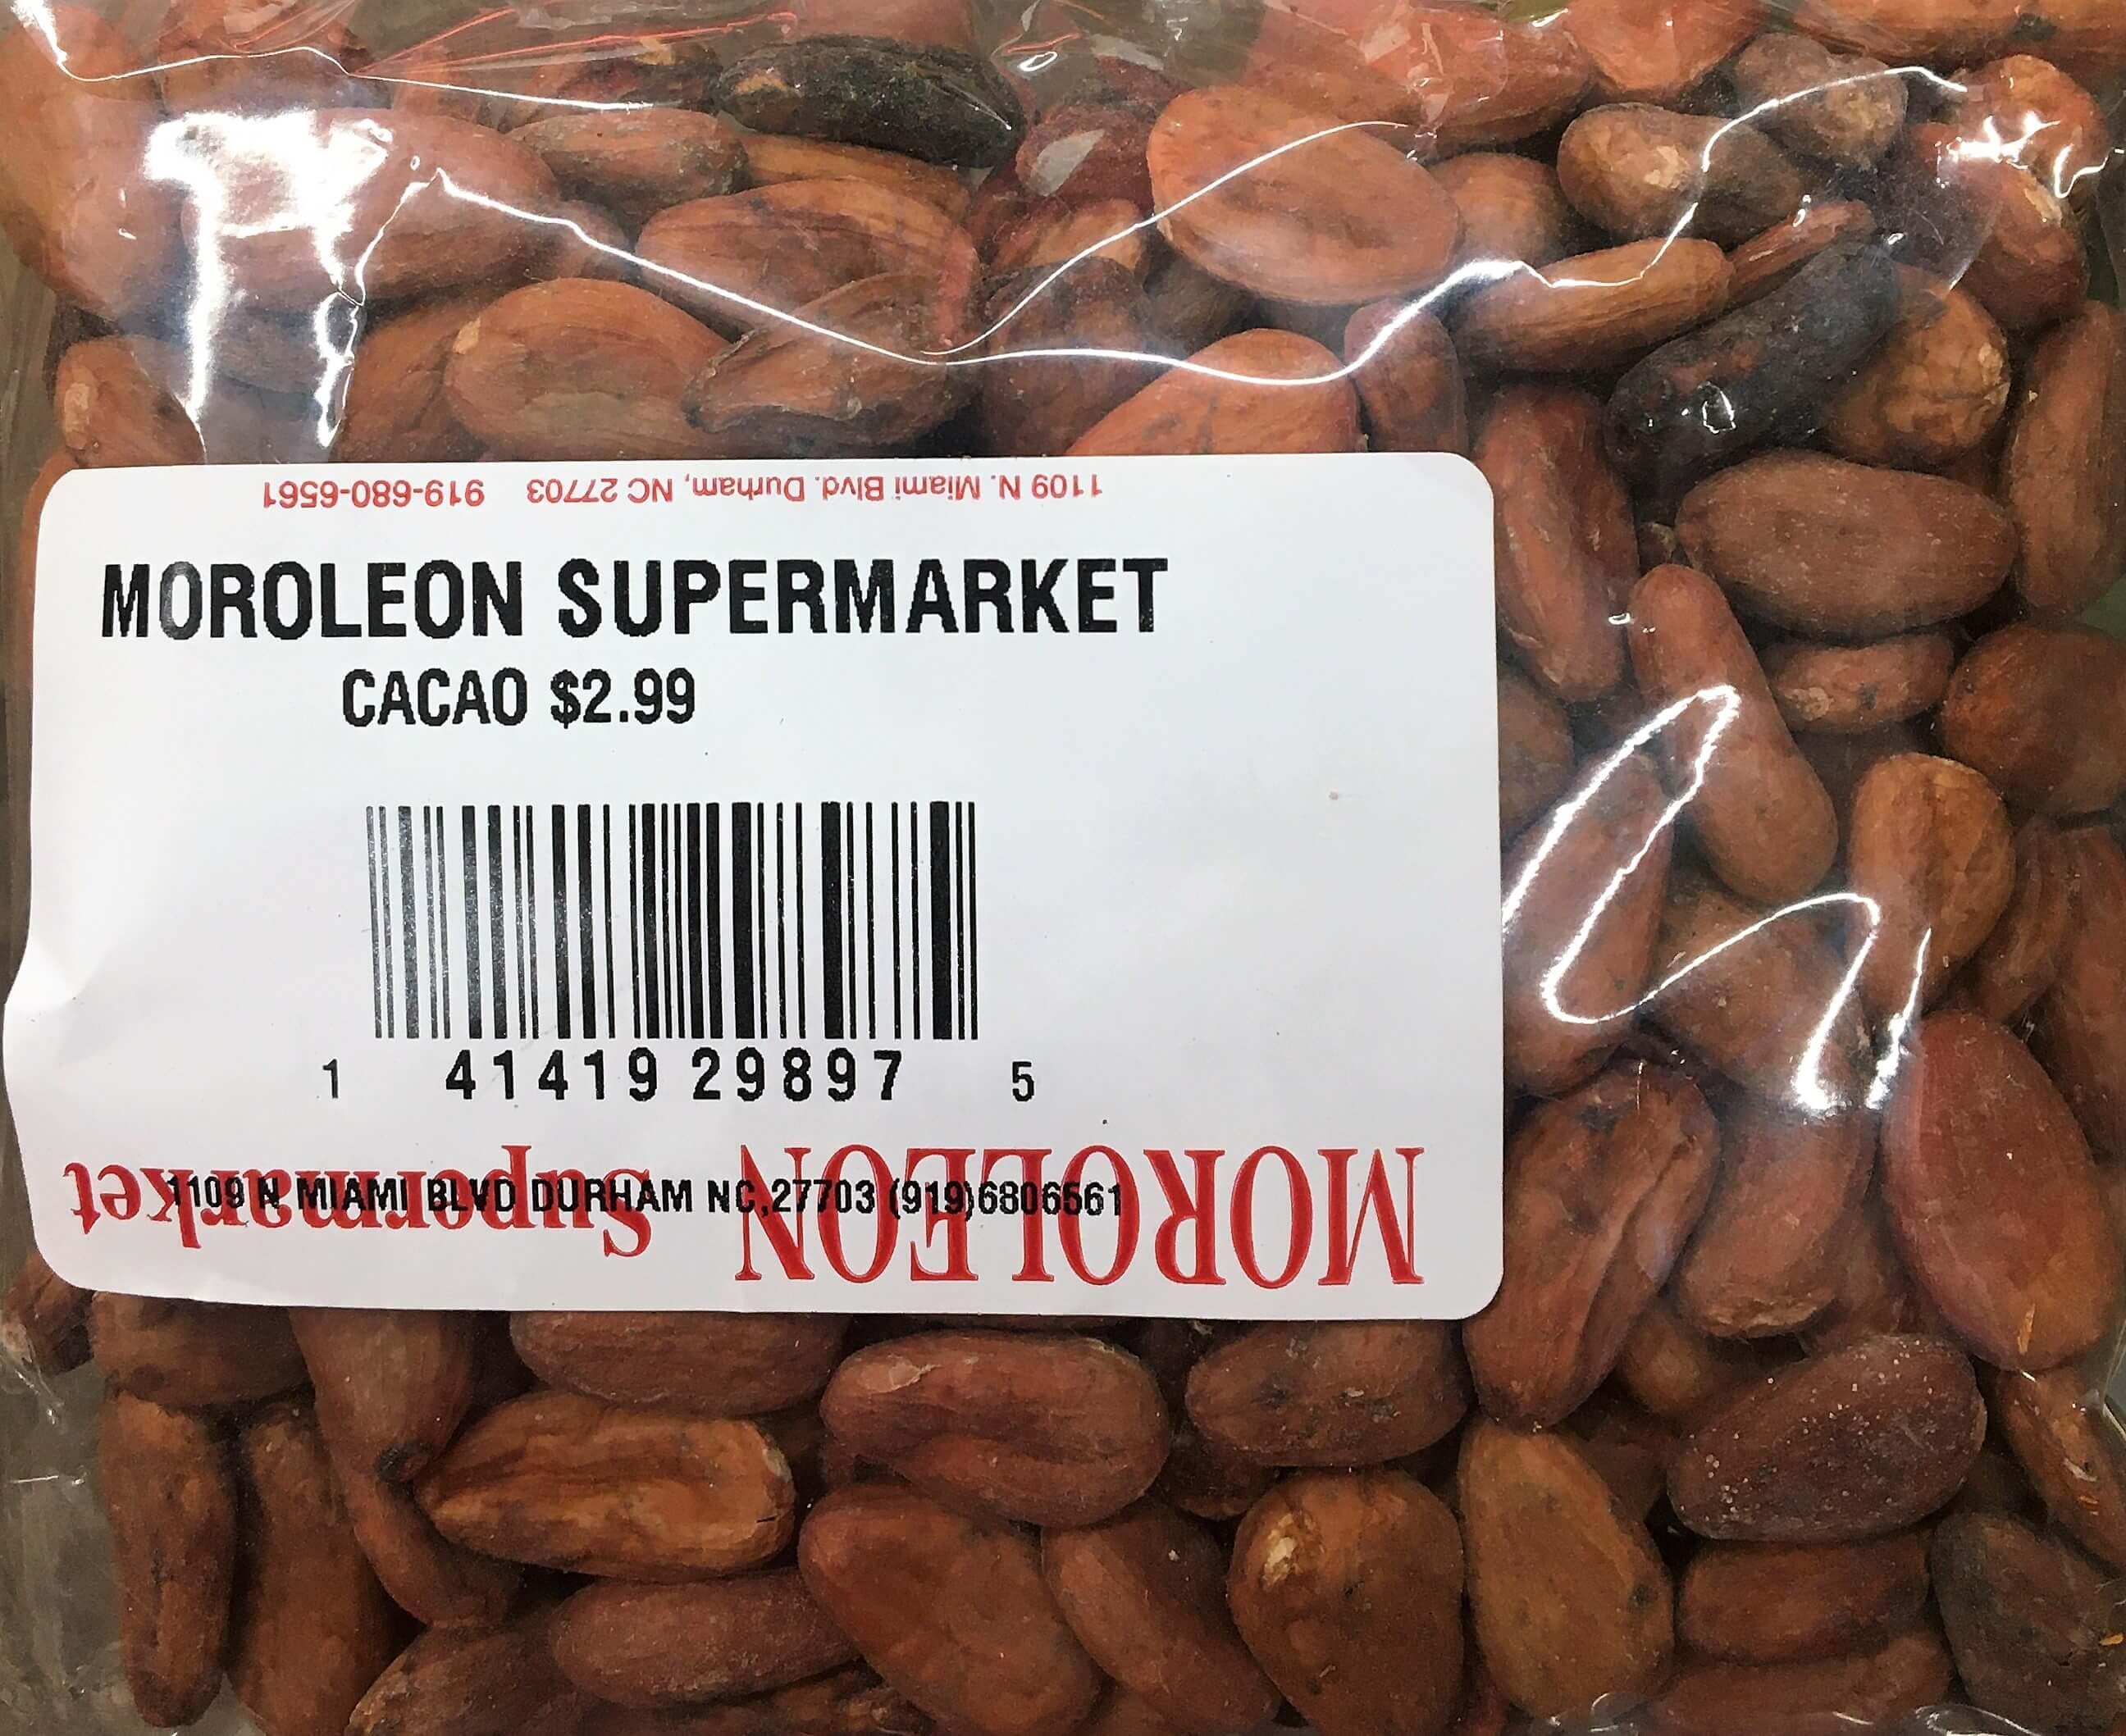 1109 N. Miami Blvd. Durham, NC 27703 919-680-6561
MOROLEON SUPERMARKET
CACAO $2.99
1 41419 29897 5
MOROLEON Supermarket
1109 N MIAMI BLVD DURHAM NC,27703 (919)6806561